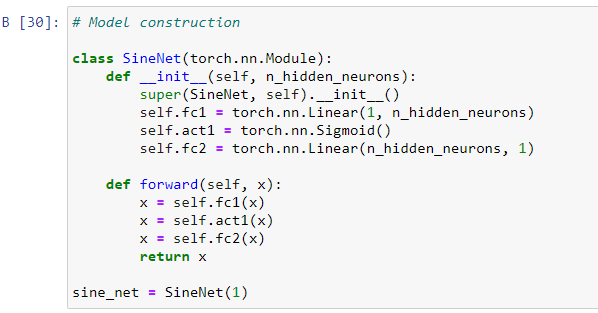 B [30]: # Model construction
class SineNet(torch.nn.Module):
    def __init__(self, n_hidden_neurons):
        super(SineNet, self).__init__()
        self.fc1 = torch.nn.Linear(1, n_hidden_neurons)
        self.act1 = torch.nn.Sigmoid()
        self.fc2 = torch.nn.Linear(n_hidden_neurons, 1)
    def forward(self, x):
        x = self.fc1(x)
        x = self.act1(x)
        x = self.fc2(x)
        return x
sine_net = SineNet(1)